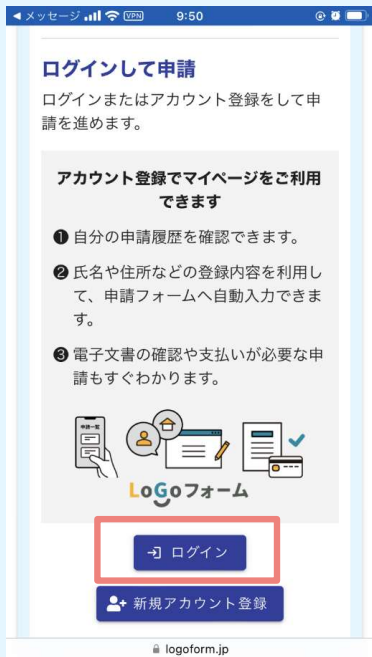 ◀メッセージ VPN 9:50
ログインして申請
ログインまたはアカウント登録をして申
請を進めます。
アカウント登録でマイページをご利用
できます
❶ 自分の申請履歴を確認できます。
❷ 氏名や住所などの登録内容を利用し
て、申請フォームへ自動入力できま
す。
❸ 電子文書の確認や支払いが必要な申
請もすぐわかります。
申請一覧
LoGoフォーム
ログイン
新規アカウント登録
logoform.jp